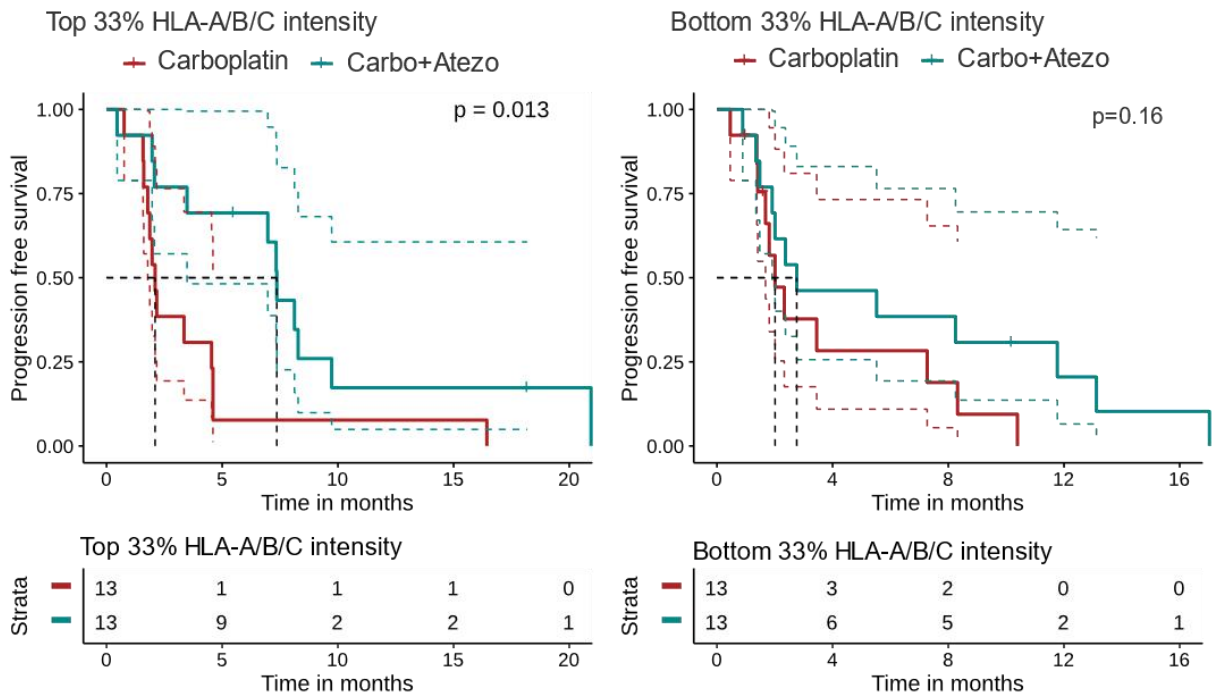 Top 33% HLA-A/B/C intensity
Carboplatin Carbo+Atezo
p = 0.013
Progression free survival
1.00
0.75
0.50
0.25
0.00
0 5 10 15 20
Time in months
Bottom 33% HLA-A/B/C intensity
Carboplatin Carbo+Atezo
p=0.16
Progression free survival
1.00
0.75
0.50
0.25
0.00
0 4 8 12 16
Time in months
Top 33% HLA-A/B/C intensity
Strata
13 1 1 1 0
13 9 2 2 1
0 5 10 15 20
Time in months
Bottom 33% HLA-A/B/C intensity
Strata
13 3 2 0 0
13 6 5 2 1
0 4 8 12 16
Time in months